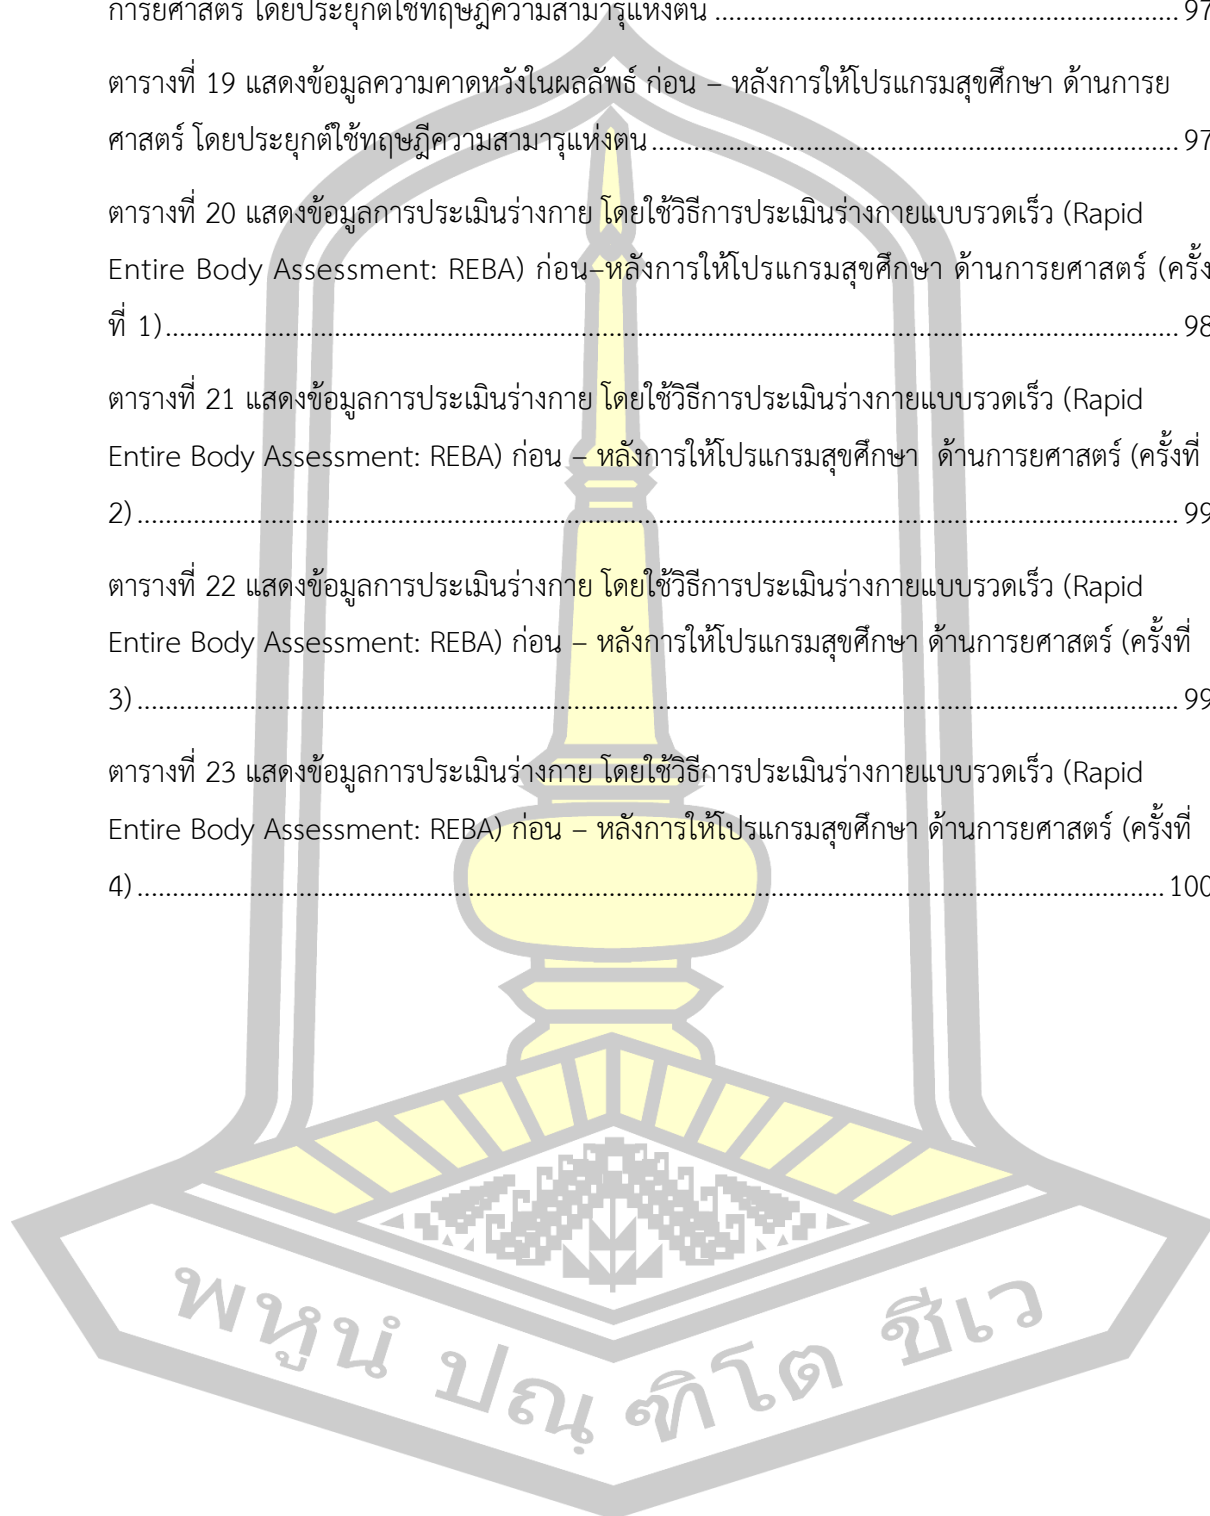 การยศาสตร์ โดยประยุกต์ใช้ทฤษฎีความสามารุแห่งตน ........................................................................ 97
ตารางที่ 19 แสดงข้อมูลความคาดหวังในผลลัพธ์ ก่อน – หลังการให้โปรแกรมสุขศึกษา ด้านการย
ศาสตร์ โดยประยุกต์ใช้ทฤษฎีความสามารุแห่งตน ........................................................................ 97
ตารางที่ 20 แสดงข้อมูลการประเมินร่างกาย โดยใช้วิธีการประเมินร่างกายแบบรวดเร็ว (Rapid
Entire Body Assessment: REBA) ก่อน–หลังการให้โปรแกรมสุขศึกษา ด้านการยศาสตร์ (ครั้ง
ที่ 1) ........................................................................ 98
ตารางที่ 21 แสดงข้อมูลการประเมินร่างกาย โดยใช้วิธีการประเมินร่างกายแบบรวดเร็ว (Rapid
Entire Body Assessment: REBA) ก่อน – หลังการให้โปรแกรมสุขศึกษา ด้านการยศาสตร์ (ครั้งที่
2) ........................................................................ 99
ตารางที่ 22 แสดงข้อมูลการประเมินร่างกาย โดยใช้วิธีการประเมินร่างกายแบบรวดเร็ว (Rapid
Entire Body Assessment: REBA) ก่อน – หลังการให้โปรแกรมสุขศึกษา ด้านการยศาสตร์ (ครั้งที่
3) ........................................................................ 99
ตารางที่ 23 แสดงข้อมูลการประเมินร่างกาย โดยใช้วิธีการประเมินร่างกายแบบรวดเร็ว (Rapid
Entire Body Assessment: REBA) ก่อน – หลังการให้โปรแกรมสุขศึกษา ด้านการยศาสตร์ (ครั้งที่
4) ........................................................................ 100
พหูนํ ปณฺ ฑิโต ชีเว